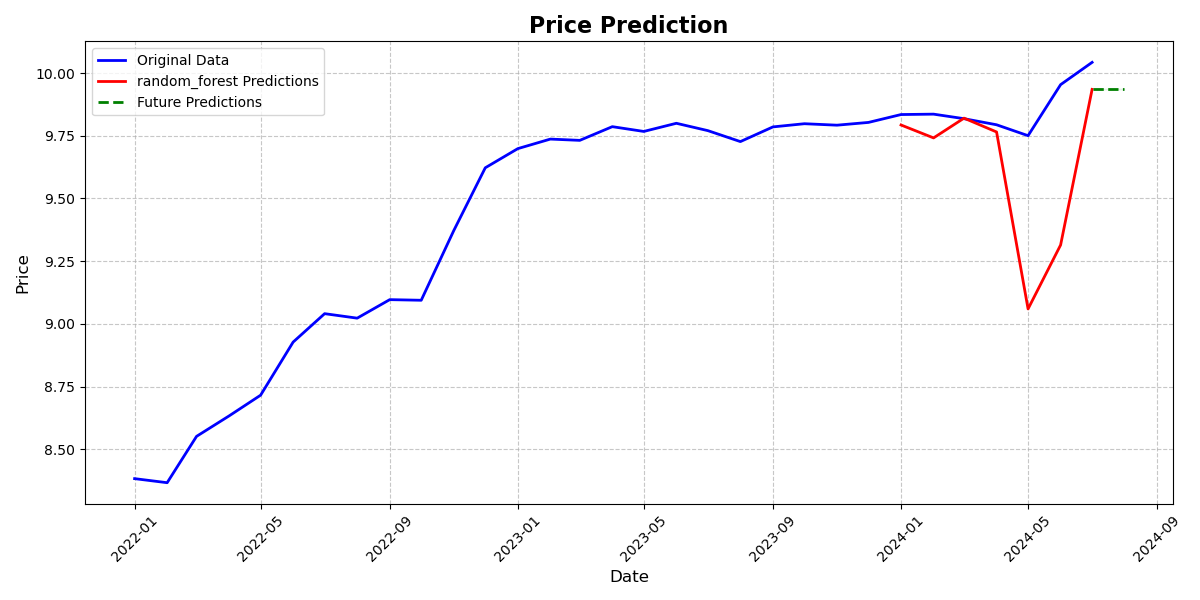 Price Prediction
Original Data
random_forest Predictions
Future Predictions
Price
10.00
9.75
9.50
9.25
9.00
8.75
8.50
2022-01
2022-05
2022-09
2023-01
2023-05
2023-09
2024-01
2024-05
2024-09
Date